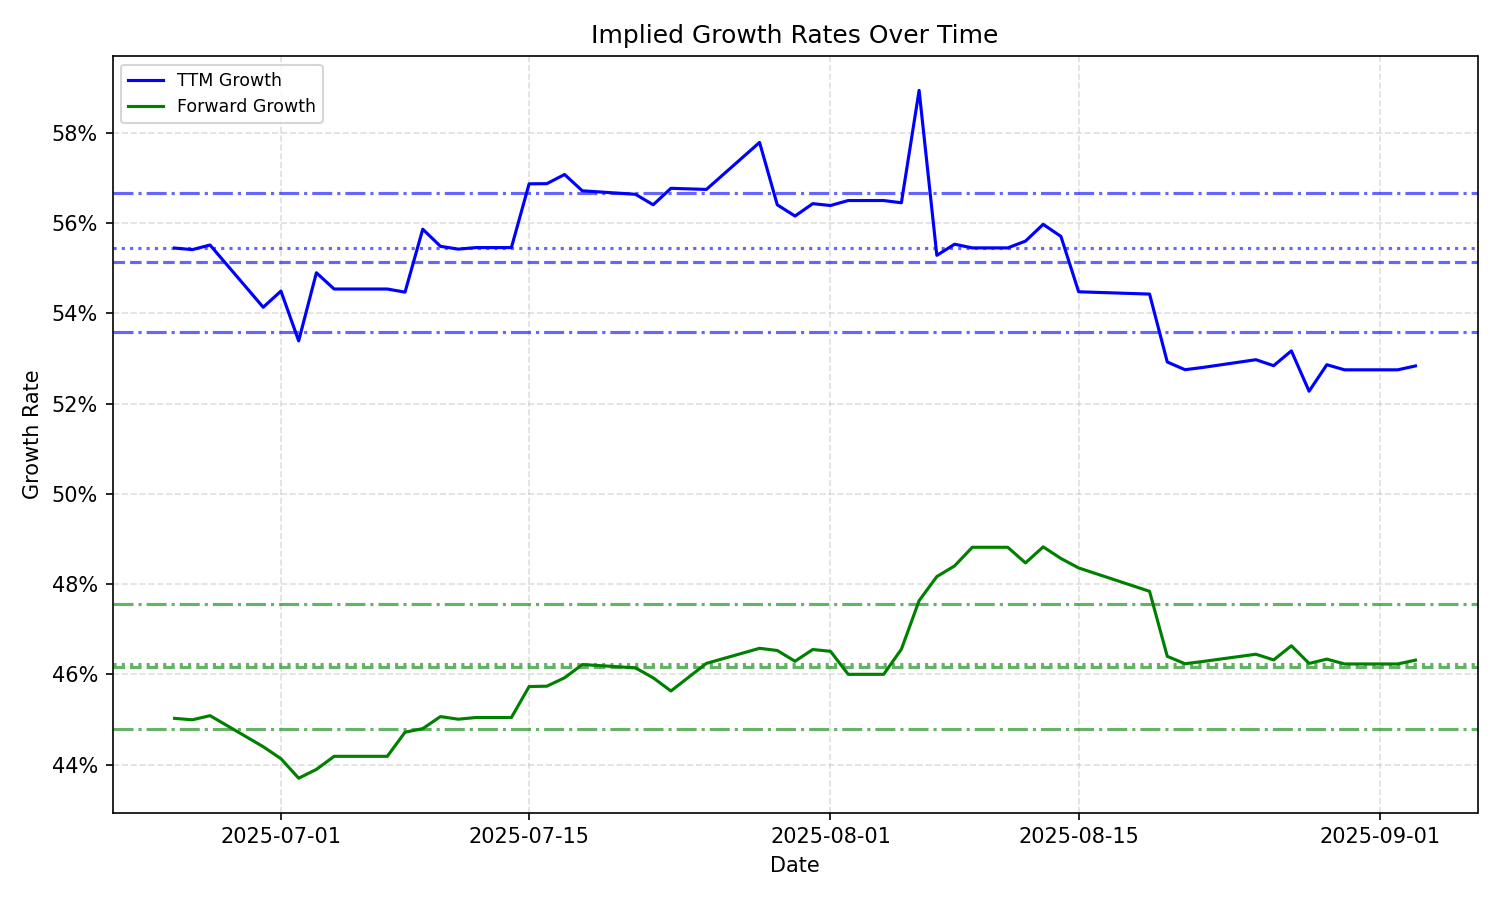 Implied Growth Rates Over Time
TTM Growth
Forward Growth
58%
56%
54%
52%
50%
48%
46%
44%
Growth Rate
2025-07-01
2025-07-15
2025-08-01
2025-08-15
2025-09-01
Date